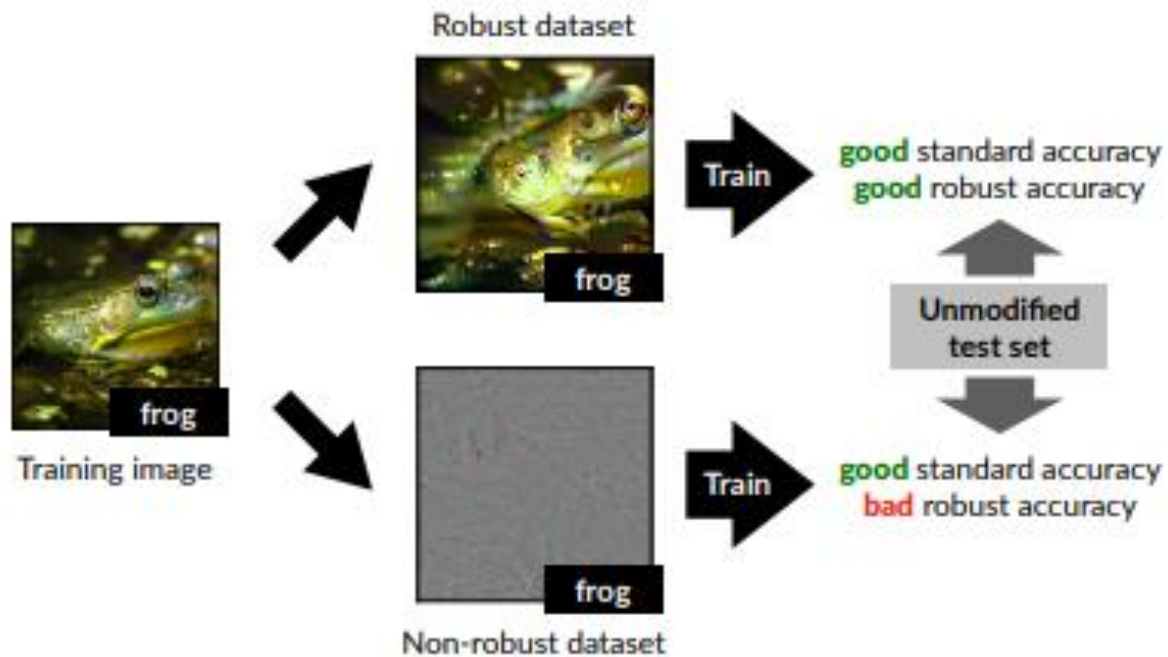 Robust dataset
frog
Train
good standard accuracy
good robust accuracy
frog
Training image
Unmodified
test set
frog
Train
good standard accuracy
bad robust accuracy
Non-robust dataset